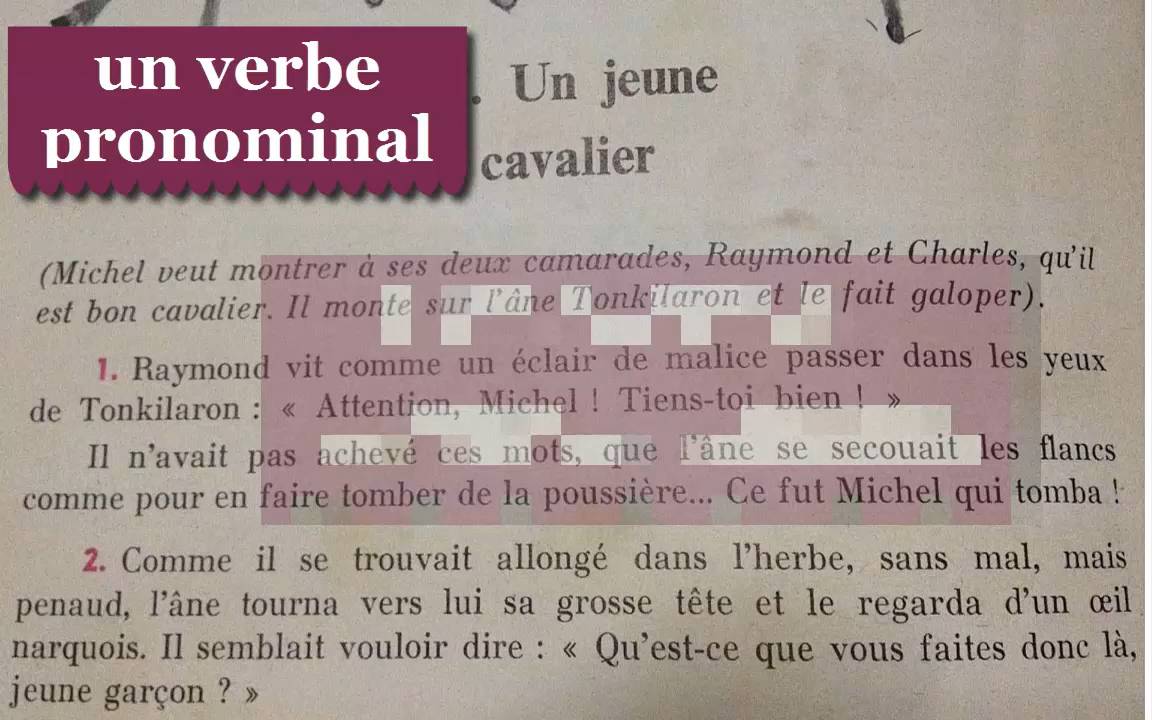 un verbe
pronominal
. Un jeune
cavalier
(Michel veut montrer à ses deux camarades, Raymond et Charles, qu'il
est bon cavalier. Il monte sur l'âne Tonkilaron et le fait galoper).
1. Raymond vit comme un éclair de malice passer dans les yeux
de Tonkilaron : « Attention, Michel ! Tiens-toi bien ! »
Il n'avait pas achevé ces mots, que l'âne se secouait les flancs
comme pour en faire tomber de la poussière... Ce fut Michel qui tomba !
2. Comme il se trouvait allongé dans l'herbe, sans mal, mais
penaud, l'âne tourna vers lui sa grosse tête et le regarda d'un œil
narquois. Il semblait vouloir dire : « Qu'est-ce que vous faites donc là,
jeune garçon ? »